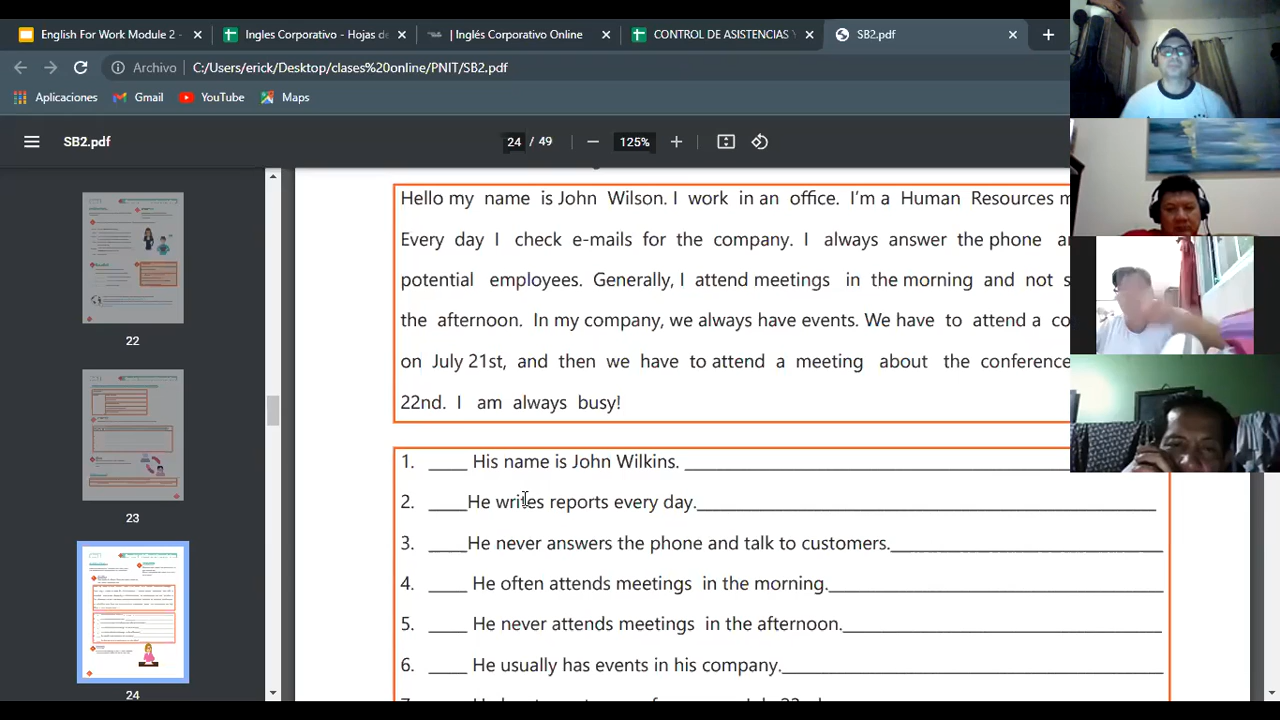 English For Work Module 2 -
Ingles Corporativo - Hojas
| Inglés Corporativo Online
CONTROL DE ASISTENCIAS
SB2.pdf
Archivo C:/Users/erick/Desktop/clases%20online/PNIT/SB2.pdf
Aplicaciones Gmail YouTube Maps
SB2.pdf
24 / 49
125%
22
23
24
Hello my name is John Wilson. I work in an office. I'm a Human Resources
Every day I check e-mails for the company. I always answer the phone
potential employees. Generally, I attend meetings in the morning and not
the afternoon. In my company, we always have events. We have to attend a
on July 21st, and then we have to attend a meeting about the conference
22nd. I am always busy!
1. ____ His name is John Wilkins.
2. ____He writes reports every day.
3. ____He never answers the phone and talk to customers.
4. ____ He often attends meetings in the morning.
5. ____ He never attends meetings in the afternoon.
6. ____ He usually has events in his company.